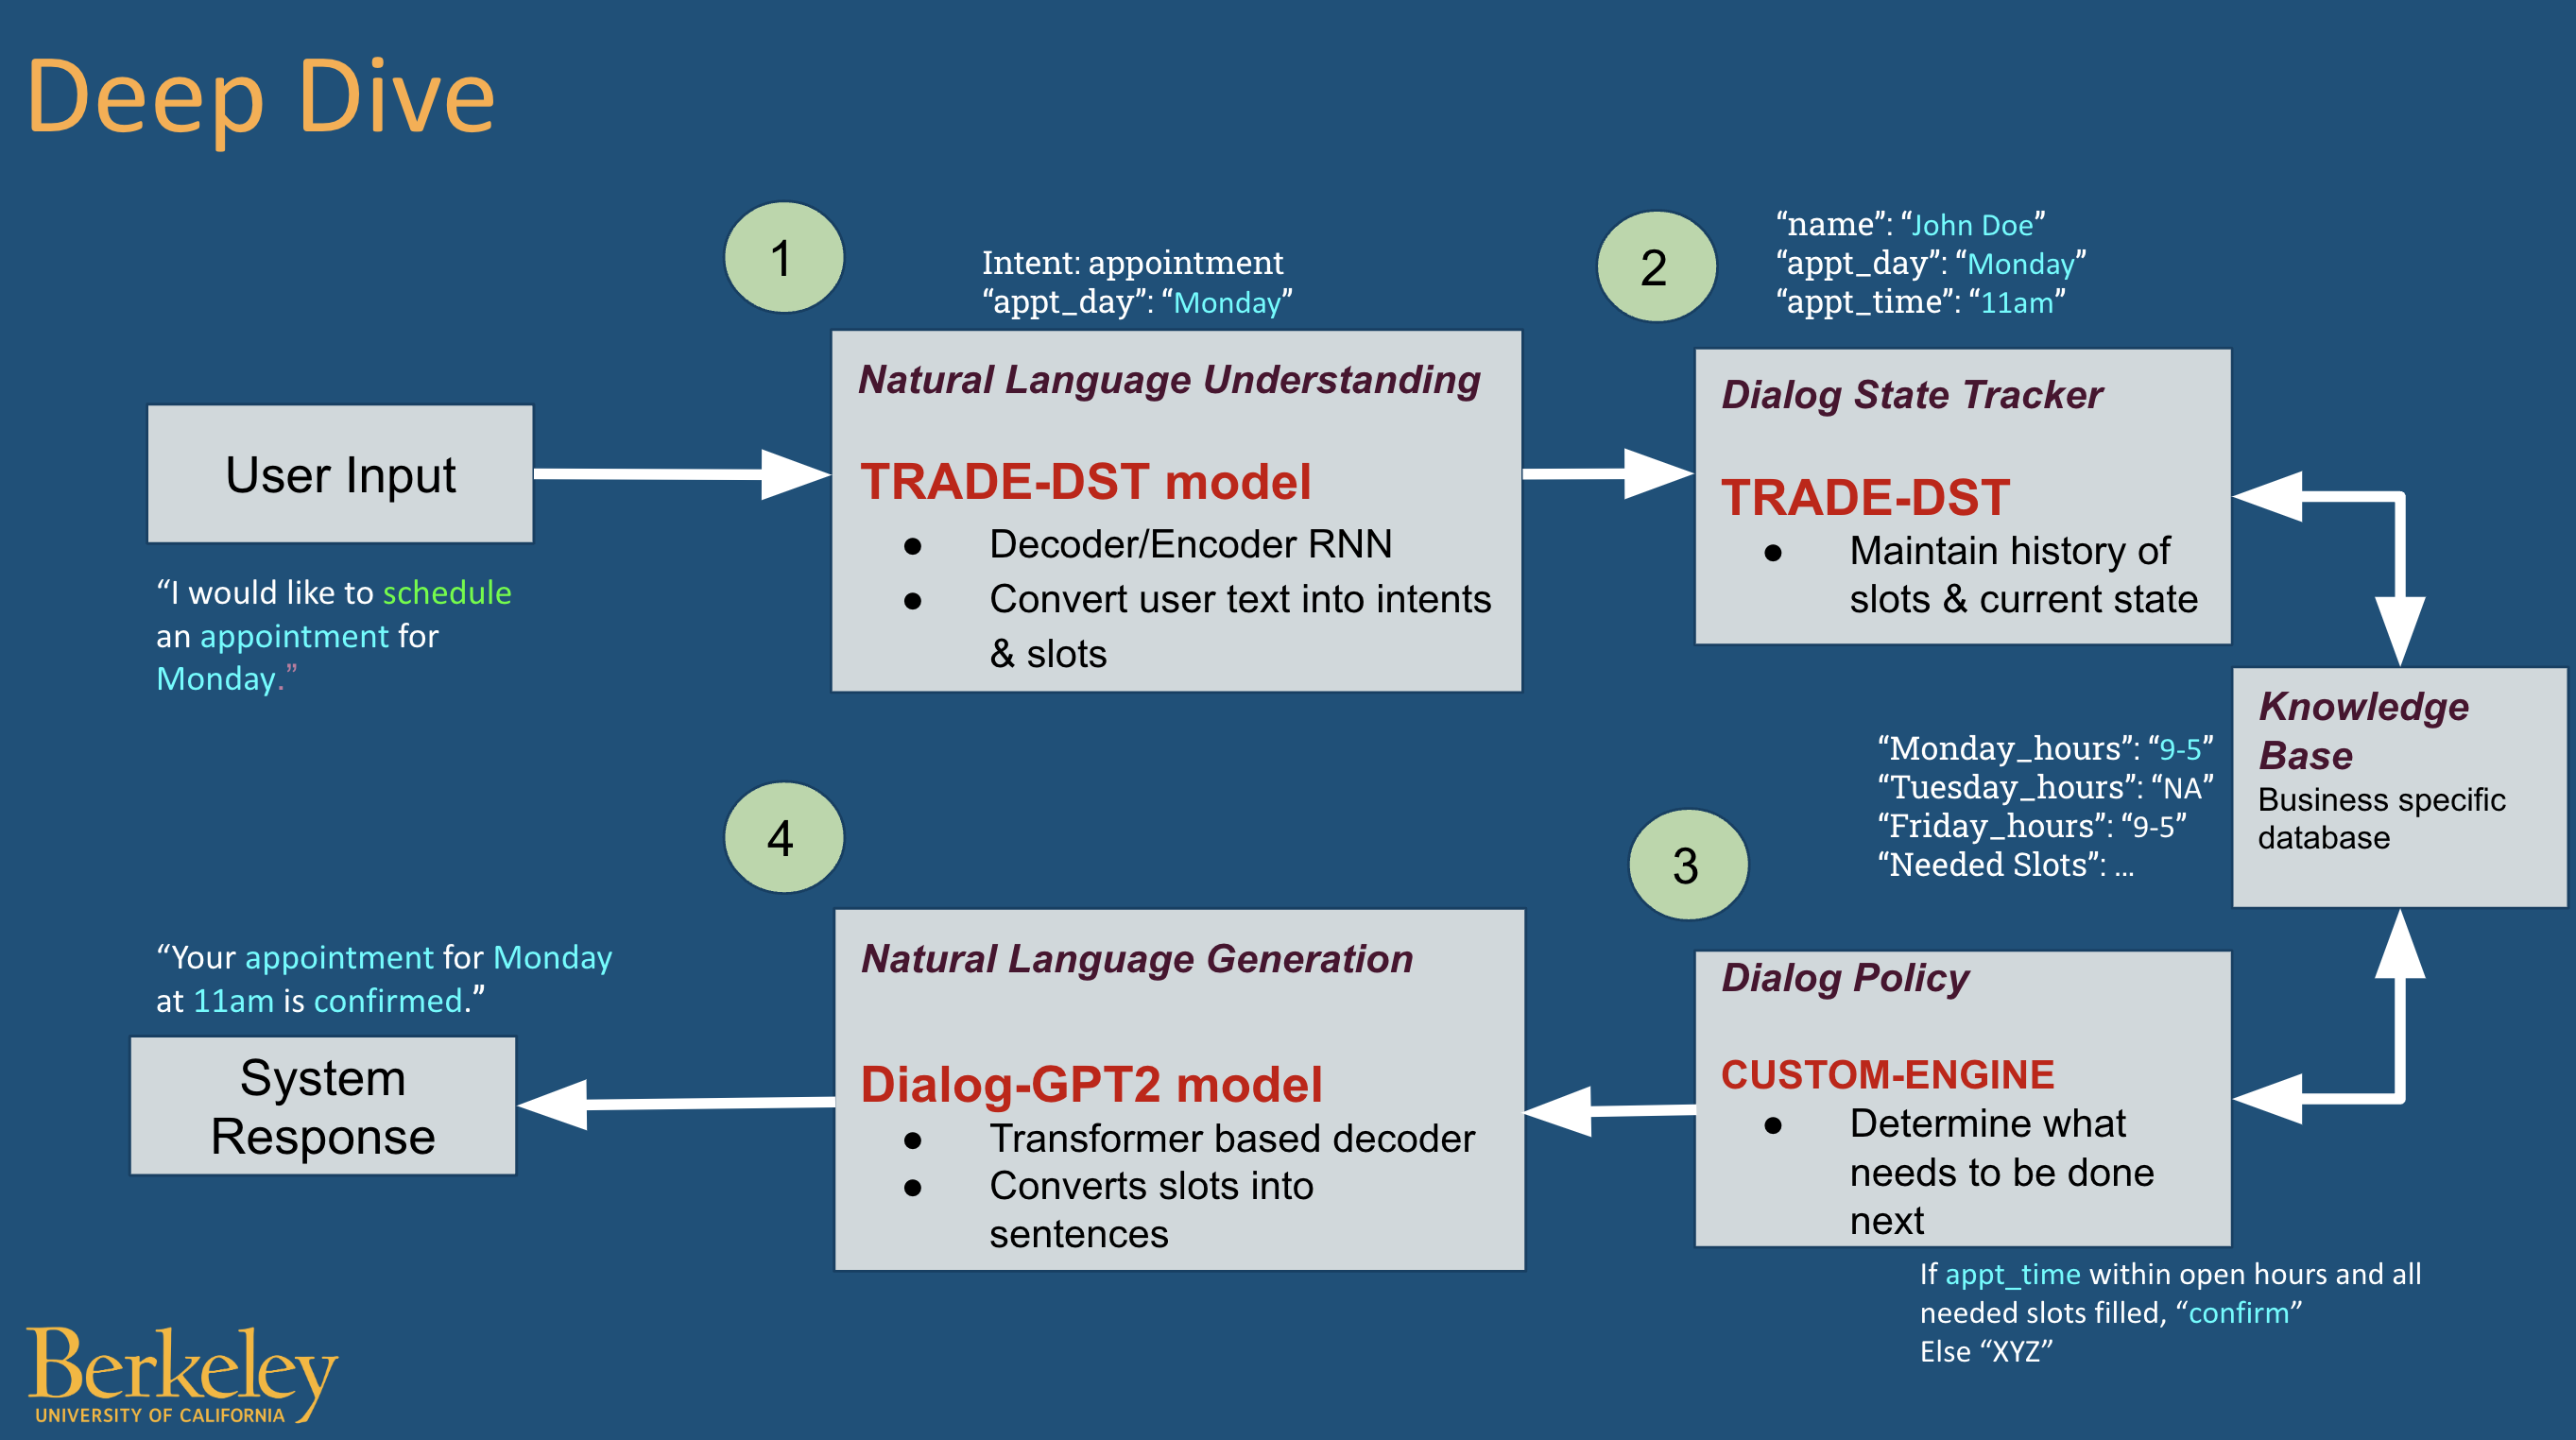 Deep Dive
1
Intent: appointment
“appt_day”: “Monday”
2
“name”: “John Doe”
“appt_day”: “Monday”
“appt_time”: “11am”
User Input
“I would like to schedule
an appointment for
Monday.”
Natural Language Understanding
TRADE-DST model
● Decoder/Encoder RNN
● Convert user text into intents
& slots
Dialog State Tracker
TRADE-DST
● Maintain history of
slots & current state
Knowledge
Base
Business specific
database
“Monday_hours”: “9-5”
“Tuesday_hours”: “NA”
“Friday_hours”: “9-5”
“Needed Slots”: ...
3
Dialog Policy
CUSTOM-ENGINE
● Determine what
needs to be done
next
If appt_time within open hours and all
needed slots filled, “confirm”
Else “XYZ”
4
Natural Language Generation
Dialog-GPT2 model
● Transformer based decoder
● Converts slots into
sentences
“Your appointment for Monday
at 11am is confirmed.”
System
Response
Berkeley
UNIVERSITY OF CALIFORNIA